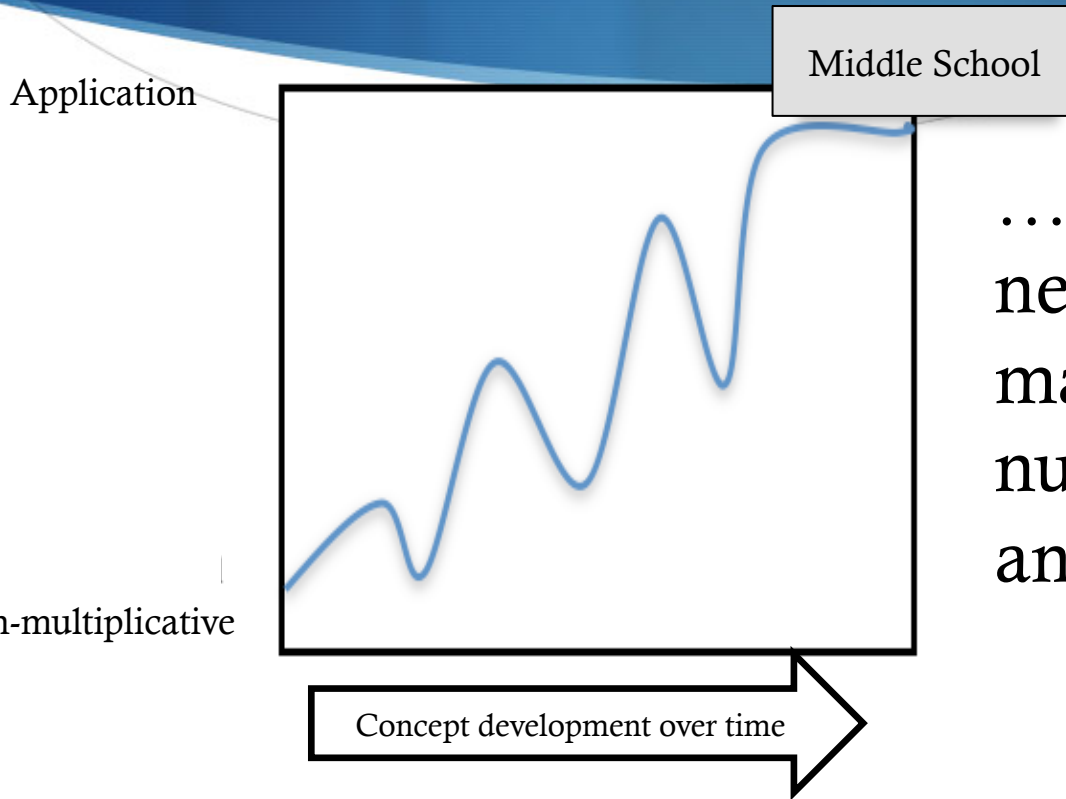 Middle School
Application
…
ne
ma
nu
an
n-multiplicative
Concept development over time